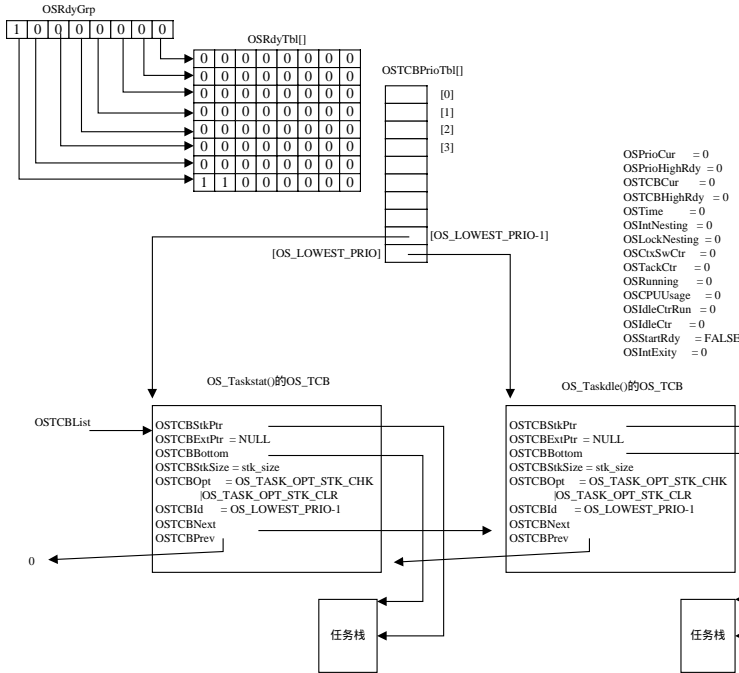 OSRdyGrp
1 0 0 0 0 0 0 0
OSRdyTbl[]
0 0 0 0 0 0 0 0
0 0 0 0 0 0 0 0
0 0 0 0 0 0 0 0
0 0 0 0 0 0 0 0
0 0 0 0 0 0 0 0
0 0 0 0 0 0 0 0
0 0 0 0 0 0 0 0
1 1 0 0 0 0 0 0
OSTCBPrioTbl[]
[0]
[1]
[2]
[3]
[OS_LOWEST_PRIO-1]
[OS_LOWEST_PRIO]
OSPrioCur = 0
OSPrioHighRdy = 0
OSTCBCur = 0
OSTCBHighRdy = 0
OSTime = 0
OSIntNesting = 0
OSLockNesting = 0
OSCtxSwCtr = 0
OSTackCtr = 0
OSRunning = 0
OSCPUUsage = 0
OSIdleCtrRun = 0
OSIdleCtr = 0
OSStartRdy = FALSE
OSIntExity = 0
OS_Taskstat()的OS_TCB
OSTCBList
OSTCBStkPtr
OSTCBExtPtr = NULL
OSTCBBottom
OSTCBStkSize = stk_size
OSTCBOpt = OS_TASK_OPT_STK_CHK
|OS_TASK_OPT_STK_CLR
OSTCBId = OS_LOWEST_PRIO-1
OSTCBNext
OSTCBPrev
0
任务栈
OS_Taskdle()的OS_TCB
OSTCBStkPtr
OSTCBExtPtr = NULL
OSTCBBottom
OSTCBStkSize = stk_size
OSTCBOpt = OS_TASK_OPT_STK_CHK
|OS_TASK_OPT_STK_CLR
OSTCBId = OS_LOWEST_PRIO-1
OSTCBNext
OSTCBPrev
任务栈